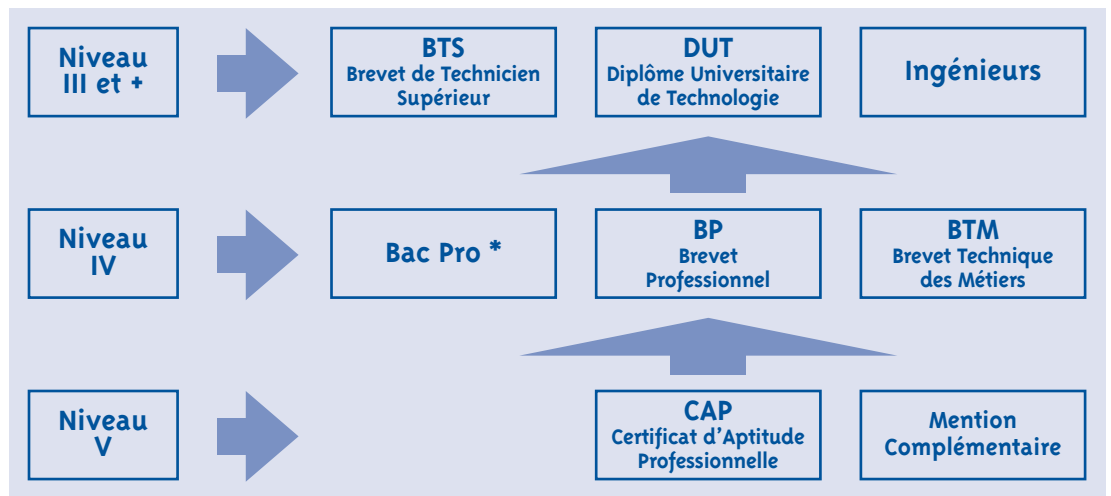 Niveau
III et +
BTS
Brevet de Technicien
Supérieur
DUT
Diplôme Universitaire
de Technologie
Ingénieurs
Niveau
IV
Bac Pro *
BP
Brevet
Professionnel
BTM
Brevet Technique
des Métiers
Niveau
V
CAP
Certificat d'Aptitude
Professionnelle
Mention
Complémentaire